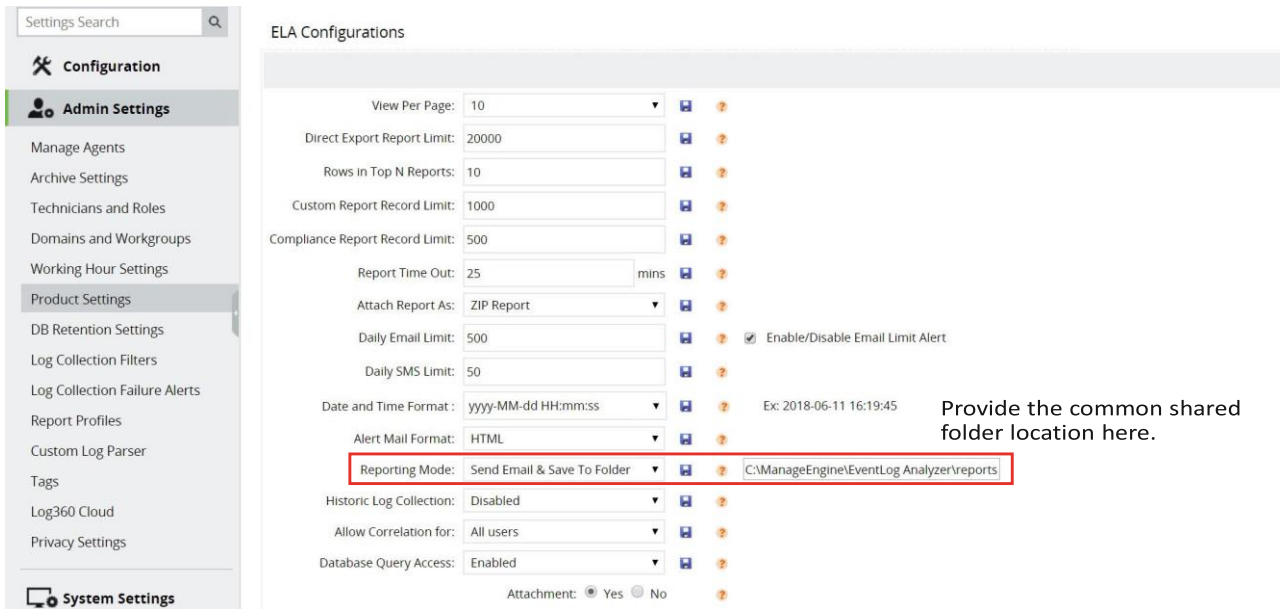 Settings Search
Configuration
Admin Settings
Manage Agents
Archive Settings
Technicians and Roles
Domains and Workgroups
Working Hour Settings
Product Settings
DB Retention Settings
Log Collection Filters
Log Collection Failure Alerts
Report Profiles
Custom Log Parser
Tags
Log360 Cloud
Privacy Settings
System Settings
ELA Configurations
View Per Page: 10
Direct Export Report Limit: 20000
Rows in Top N Reports: 10
Custom Report Record Limit: 1000
Compliance Report Record Limit: 500
Report Time Out: 25 mins
Attach Report As: ZIP Report
Daily Email Limit: 500 Enable/Disable Email Limit Alert
Daily SMS Limit: 50
Date and Time Format : yyyy-MM-dd HH:mm:ss Ex: 2018-06-11 16:19:45
Provide the common shared
folder location here.
Alert Mail Format: HTML
Reporting Mode: Send Email & Save To Folder C:\ManageEngine\EventLog Analyzer\reports
Historic Log Collection: Disabled
Allow Correlation for: All users
Database Query Access: Enabled
Attachment: Yes No